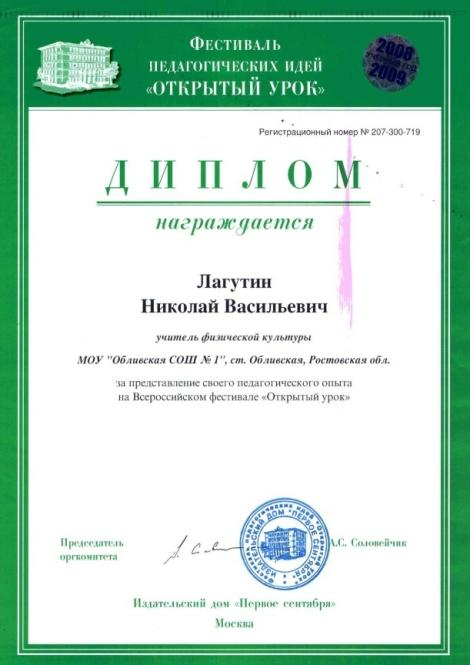 ФЕСТИВАЛЬ
ПЕДАГОГИЧЕСКИХ ИДЕЙ
«ОТКРЫТЫЙ УРОК»
2008
2009
Регистрационный номер № 207-300-719
ДИПЛОМ
награждается
Лагутин
Николай Васильевич
учитель физической культуры
МОУ "Обливская СОШ № 1", ст. Обливская, Ростовская обл.
за представление своего педагогического опыта
на Всероссийском фестивале «Открытый урок»
Председатель
оргкомитета
А.С. Соловейчик
ИЗДАТЕЛЬСКИЙ ДОМ "ПЕРВОЕ СЕНТЯБРЯ"
Издательский дом «Первое сентября»
Москва